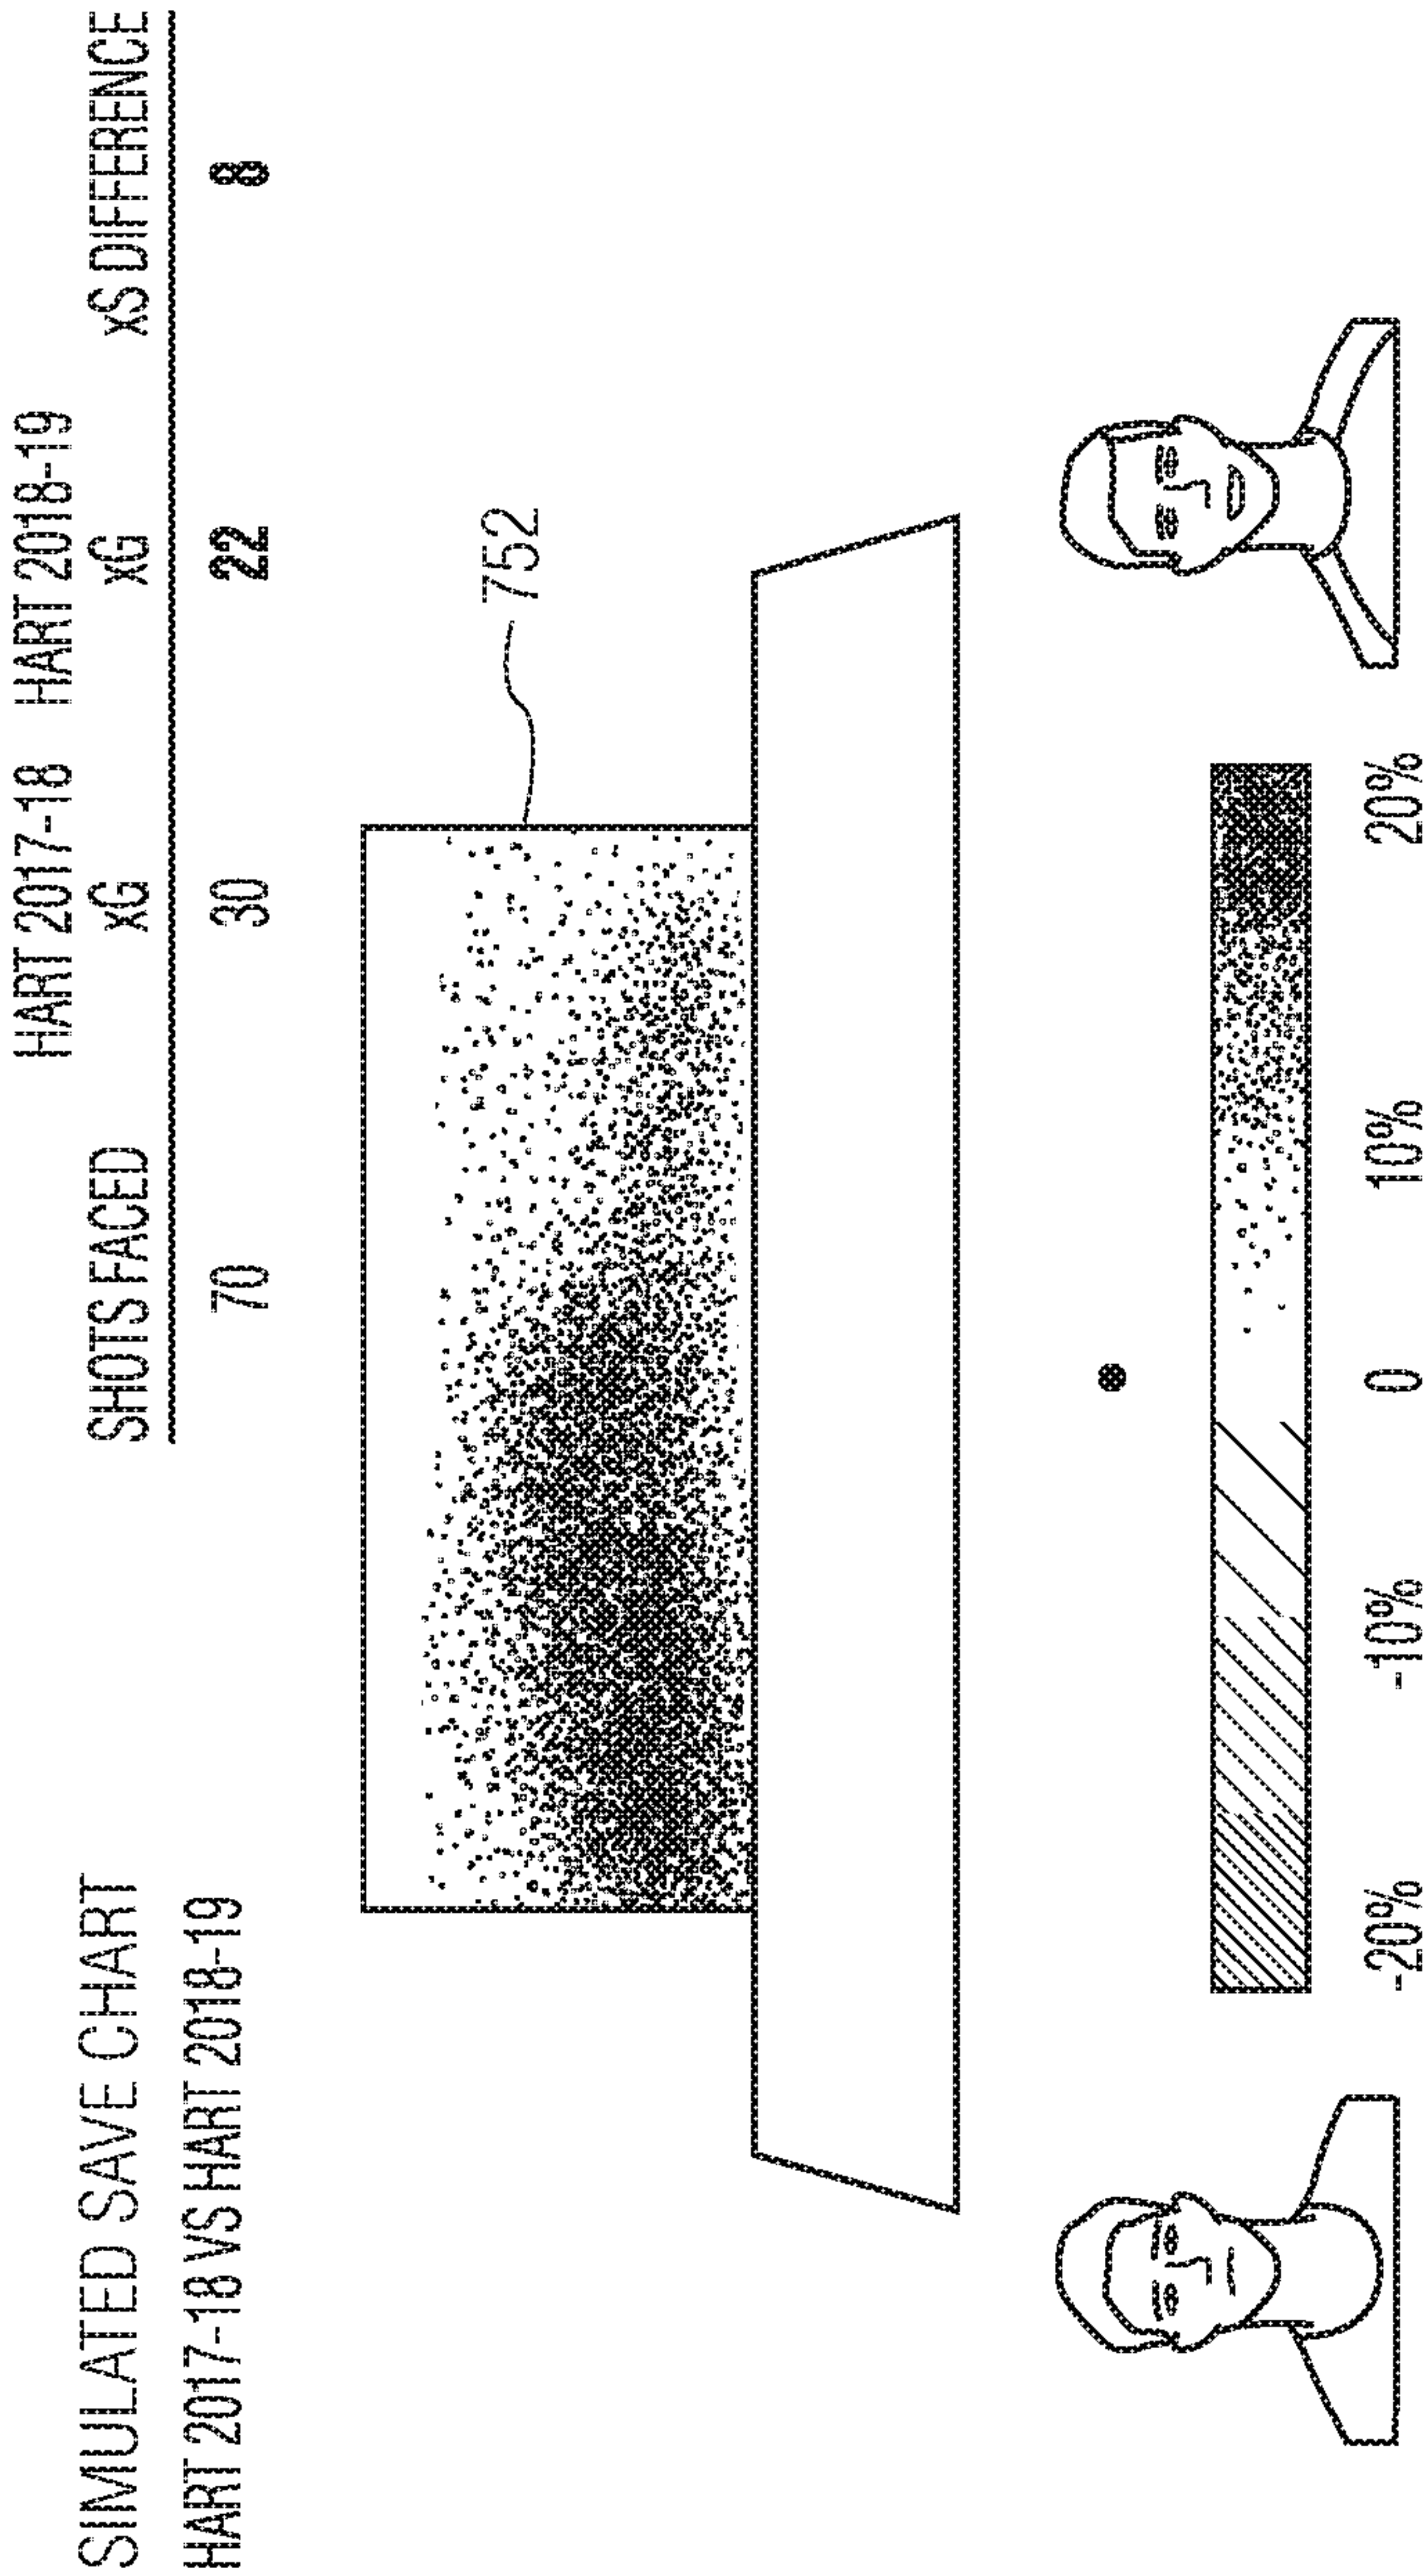 SIMULATED SAVE CHART
HART 2017-18 VS HART 2018-19
HART 2017-18 HART 2018-19
SHOTS FACED xG xG xS DIFFERENCE
70 30 22 8
752
-20% -10% 0 10% 20%